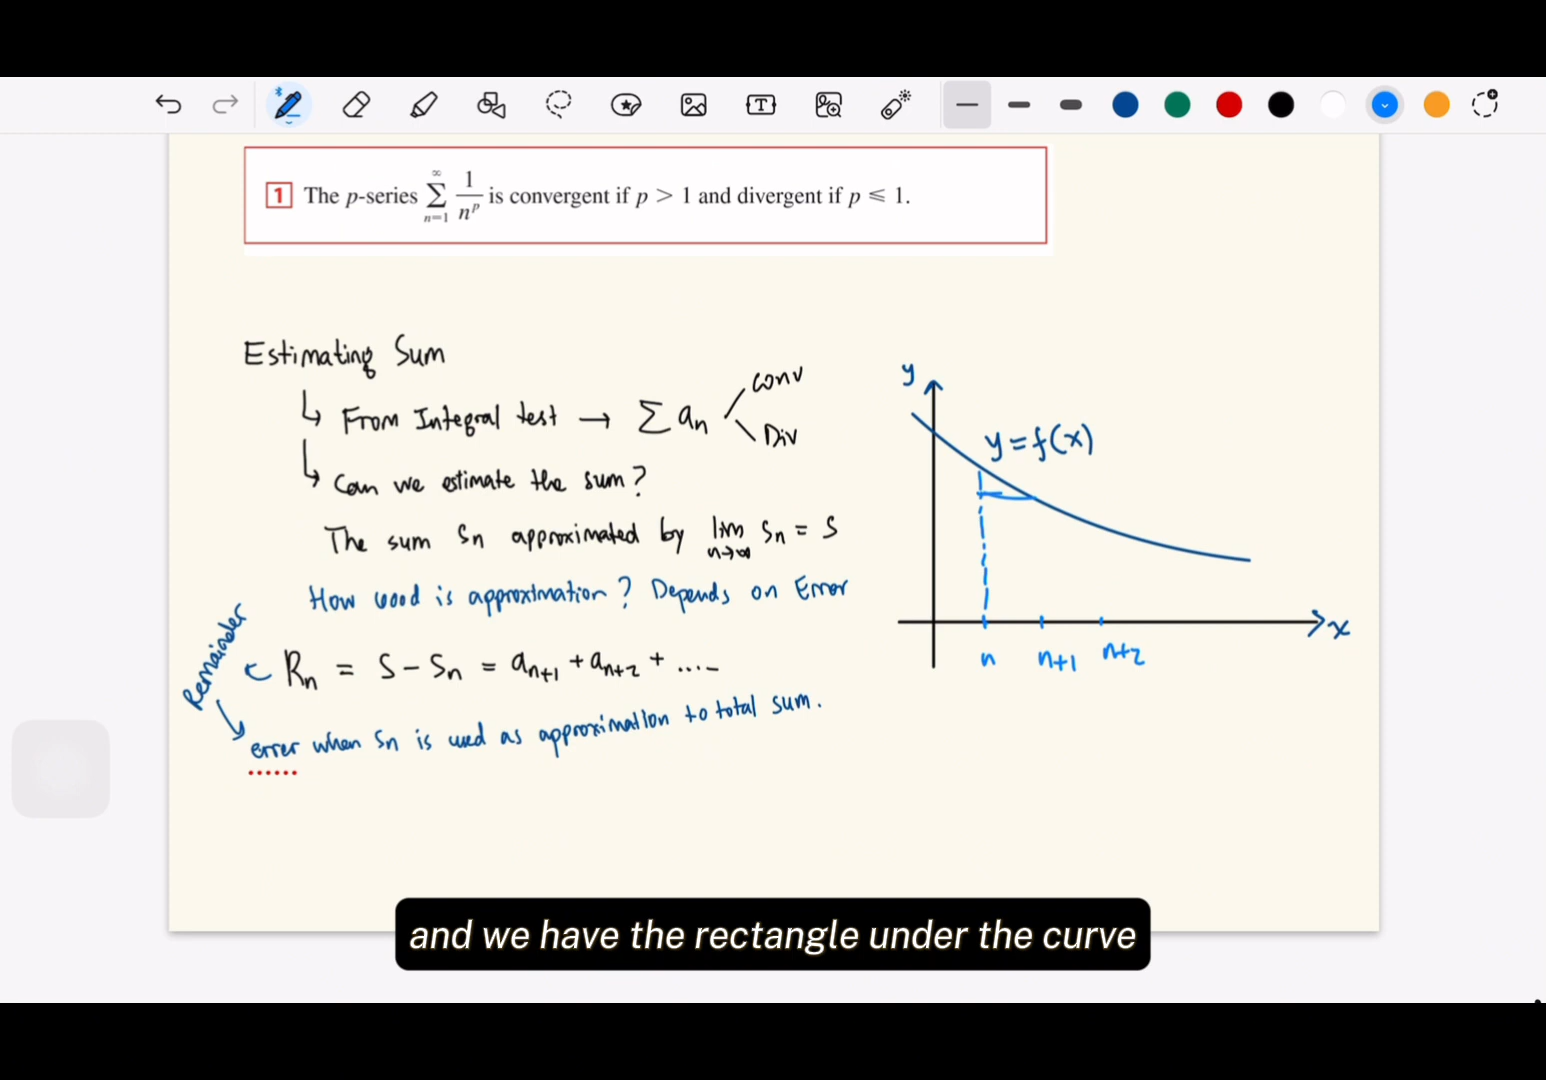 1 The p-series ∞ ∑ n=1 1/n^p is convergent if p > 1 and divergent if p ⩽ 1.
Estimating Sum
↳ From Integral test → ∑ an < conv
Div
↳ Can we estimate the sum?
The sum Sn approximated by lim n→∞ Sn = S
How Good is approximation? Depends on Error
Remainder
Rn = S - Sn = an+1 + an+2 + ....
error when Sn is used as approximation to total sum.
y
y=f(x)
x
n n+1 n+2
and we have the rectangle under the curve